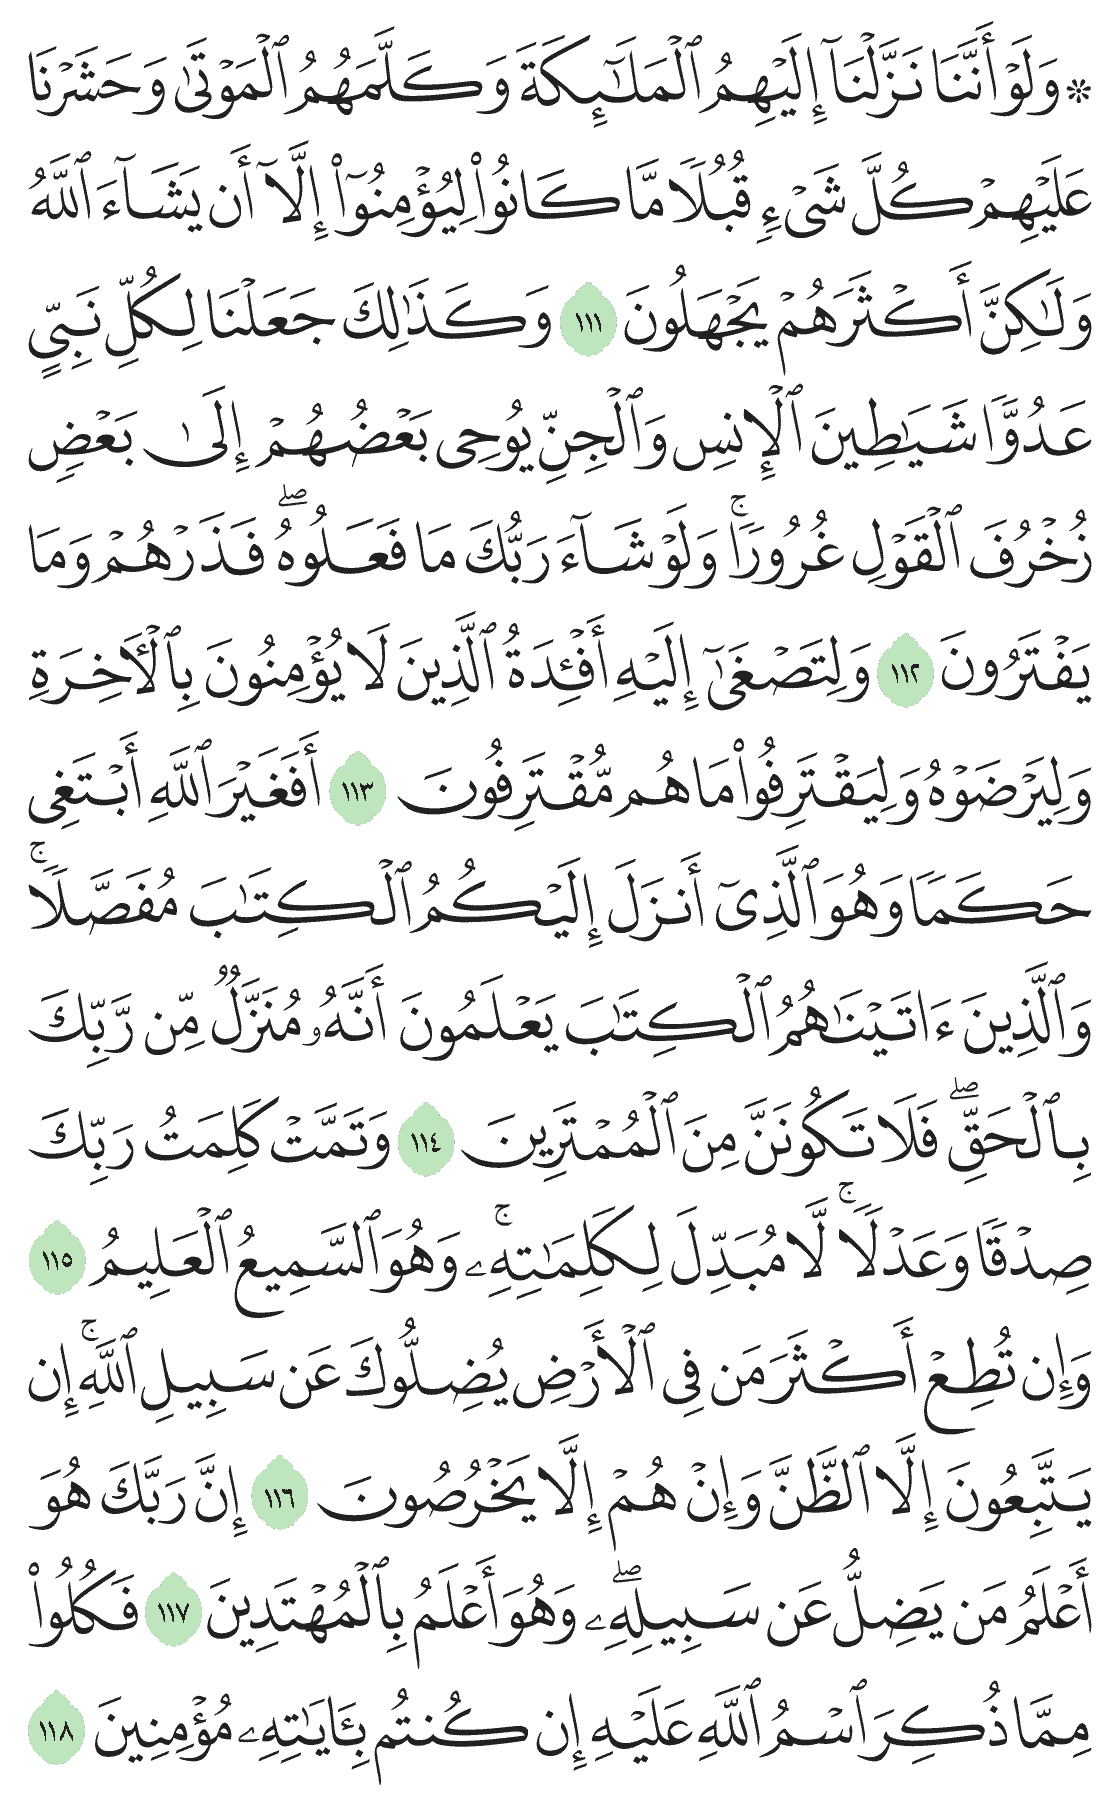 ۞ وَلَوْ أَنَّنَا نَزَّلْنَآ إِلَيْهِمُ ٱلْمَلَـٰٓئِكَةَ وَكَلَّمَهُمُ ٱلْمَوْتَىٰ وَحَشَرْنَا
عَلَيْهِمْ كُلَّ شَىْءٍ قُبُلًا مَّا كَانُوا۟ لِيُؤْمِنُوٓا۟ إِلَّآ أَن يَشَآءَ ٱللَّهُ
وَلَـٰكِنَّ أَكْثَرَهُمْ يَجْهَلُونَ ١١١ وَكَذَٰلِكَ جَعَلْنَا لِكُلِّ نَبِىٍّ
عَدُوًّا شَيَـٰطِينَ ٱلْإِنسِ وَٱلْجِنِّ يُوحِى بَعْضُهُمْ إِلَىٰ بَعْضٍ
زُخْرُفَ ٱلْقَوْلِ غُرُورًا ۚ وَلَوْ شَآءَ رَبُّكَ مَا فَعَلُوهُ ۖ فَذَرْهُمْ وَمَا
يَفْتَرُونَ ١١٢ وَلِتَصْغَىٰٓ إِلَيْهِ أَفْـِٔدَةُ ٱلَّذِينَ لَا يُؤْمِنُونَ بِٱلْـَٔاخِرَةِ
وَلِيَرْضَوْهُ وَلِيَقْتَرِفُوا۟ مَا هُم مُّقْتَرِفُونَ ١١٣ أَفَغَيْرَ ٱللَّهِ أَبْتَغِى
حَكَمًا وَهُوَ ٱلَّذِىٓ أَنزَلَ إِلَيْكُمُ ٱلْكِتَـٰبَ مُفَصَّلًا ۚ
وَٱلَّذِينَ ءَاتَيْنَـٰهُمُ ٱلْكِتَـٰبَ يَعْلَمُونَ أَنَّهُۥ مُنَزَّلٌ مِّن رَّبِّكَ
بِٱلْحَقِّ ۖ فَلَا تَكُونَنَّ مِنَ ٱلْمُمْتَرِينَ ١١٤ وَتَمَّتْ كَلِمَتُ رَبِّكَ
صِدْقًا وَعَدْلًا ۚ لَّا مُبَدِّلَ لِكَلِمَـٰتِهِۦ ۚ وَهُوَ ٱلسَّمِيعُ ٱلْعَلِيمُ ١١٥
وَإِن تُطِعْ أَكْثَرَ مَن فِى ٱلْأَرْضِ يُضِلُّوكَ عَن سَبِيلِ ٱللَّهِ ۚ إِن
يَتَّبِعُونَ إِلَّا ٱلظَّنَّ وَإِنْ هُمْ إِلَّا يَخْرُصُونَ ١١٦ إِنَّ رَبَّكَ هُوَ
أَعْلَمُ مَن يَضِلُّ عَن سَبِيلِهِۦ ۖ وَهُوَ أَعْلَمُ بِٱلْمُهْتَدِينَ ١١٧ فَكُلُوا۟
مِمَّا ذُكِرَ ٱسْمُ ٱللَّهِ عَلَيْهِ إِن كُنتُم بِـَٔايَـٰتِهِۦ مُؤْمِنِينَ ١١٨